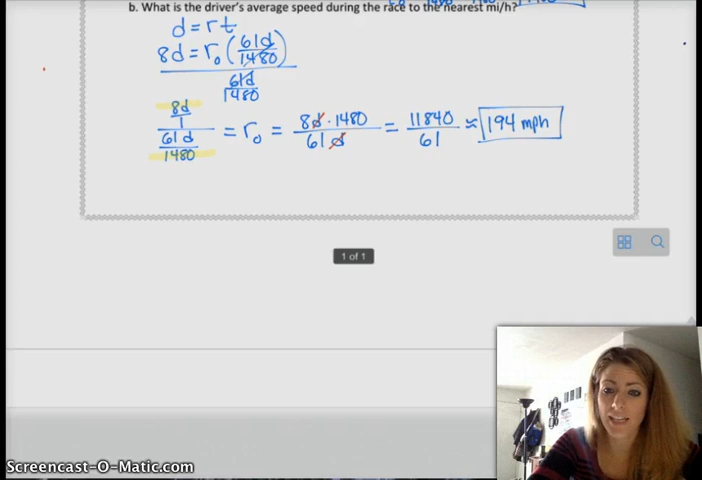 b. What is the driver's average speed during the race to the nearest mi/h?
d = rt
8d = r₀ (61d/1480)
61d/1480
8d/1 / 61d/1480 = r₀ = 8d · 1480 / 61d = 11840/61 ≈ 194 mph
1 of 1
Screencast-O-Matic.com